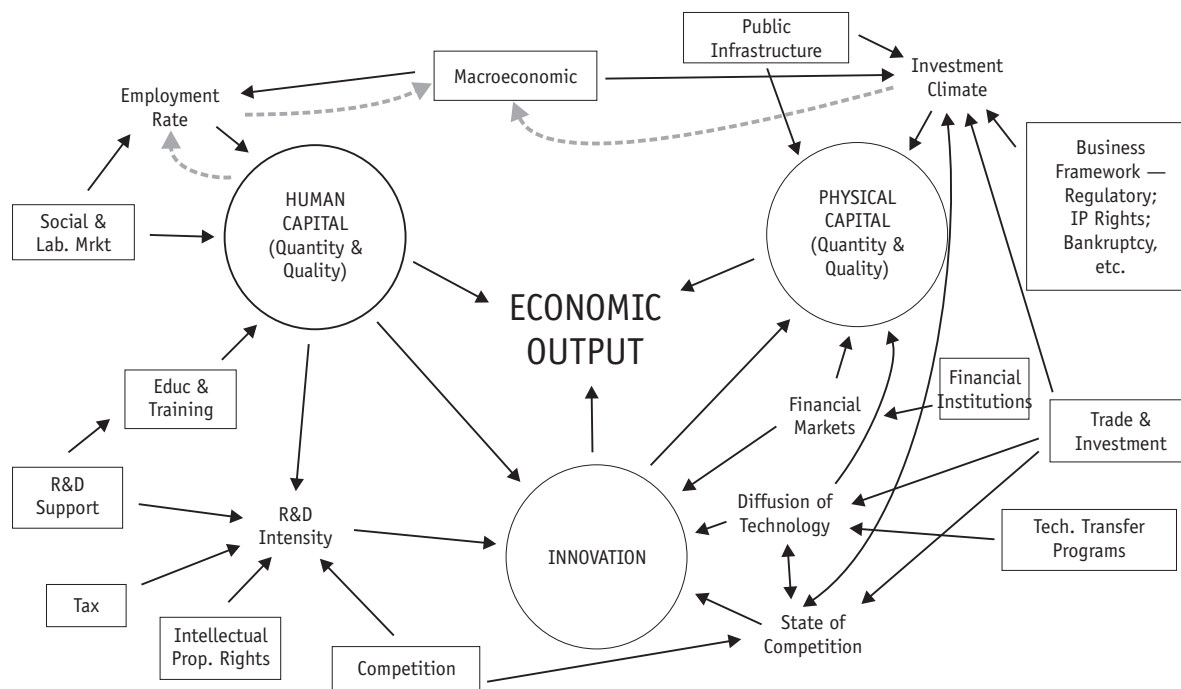 Public
Infrastructure
Macroeconomic
Investment
Climate
Employment
Rate
Business
Framework —
Regulatory;
IP Rights;
Bankruptcy,
etc.
Social &
Lab. Mrkt
HUMAN
CAPITAL
(Quantity &
Quality)
PHYSICAL
CAPITAL
(Quantity &
Quality)
ECONOMIC
OUTPUT
Educ &
Training
Financial
Markets
Financial
Institutions
Trade &
Investment
R&D
Support
R&D
Intensity
INNOVATION
Diffusion of
Technology
Tech. Transfer
Programs
Tax
Intellectual
Prop. Rights
Competition
State of
Competition